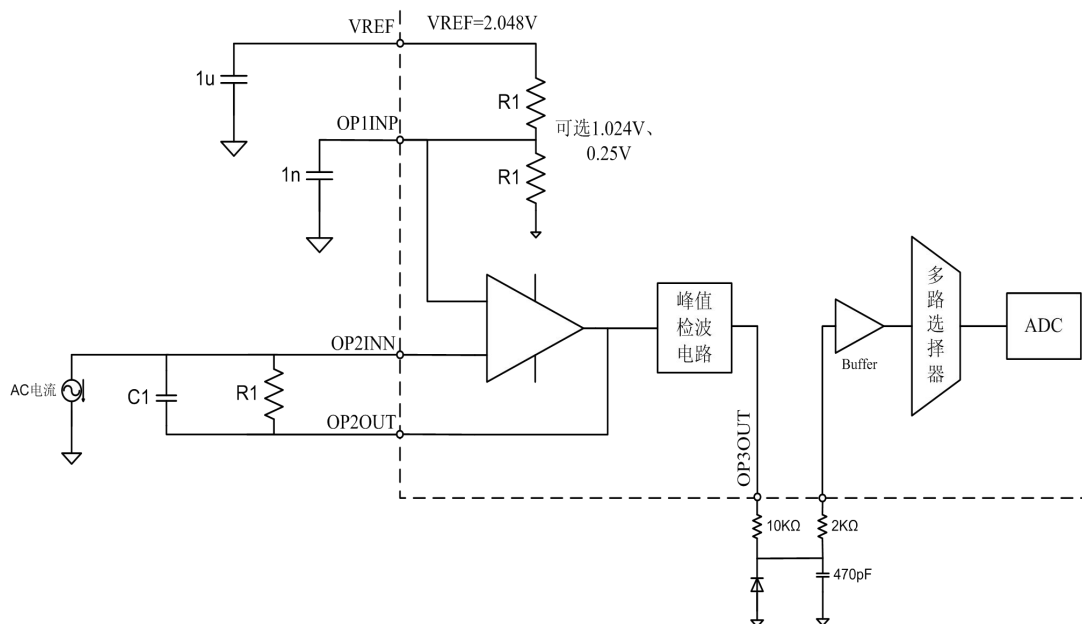 VREF VREF=2.048V
1u
R1
OP1INP
可选1.024V、
0.25V
1n
R1
峰值
检波
电路
多路选择器
ADC
Buffer
OP2INN
AC电流
C1
R1
OP2OUT
OP3OUT
10KΩ
2KΩ
470pF